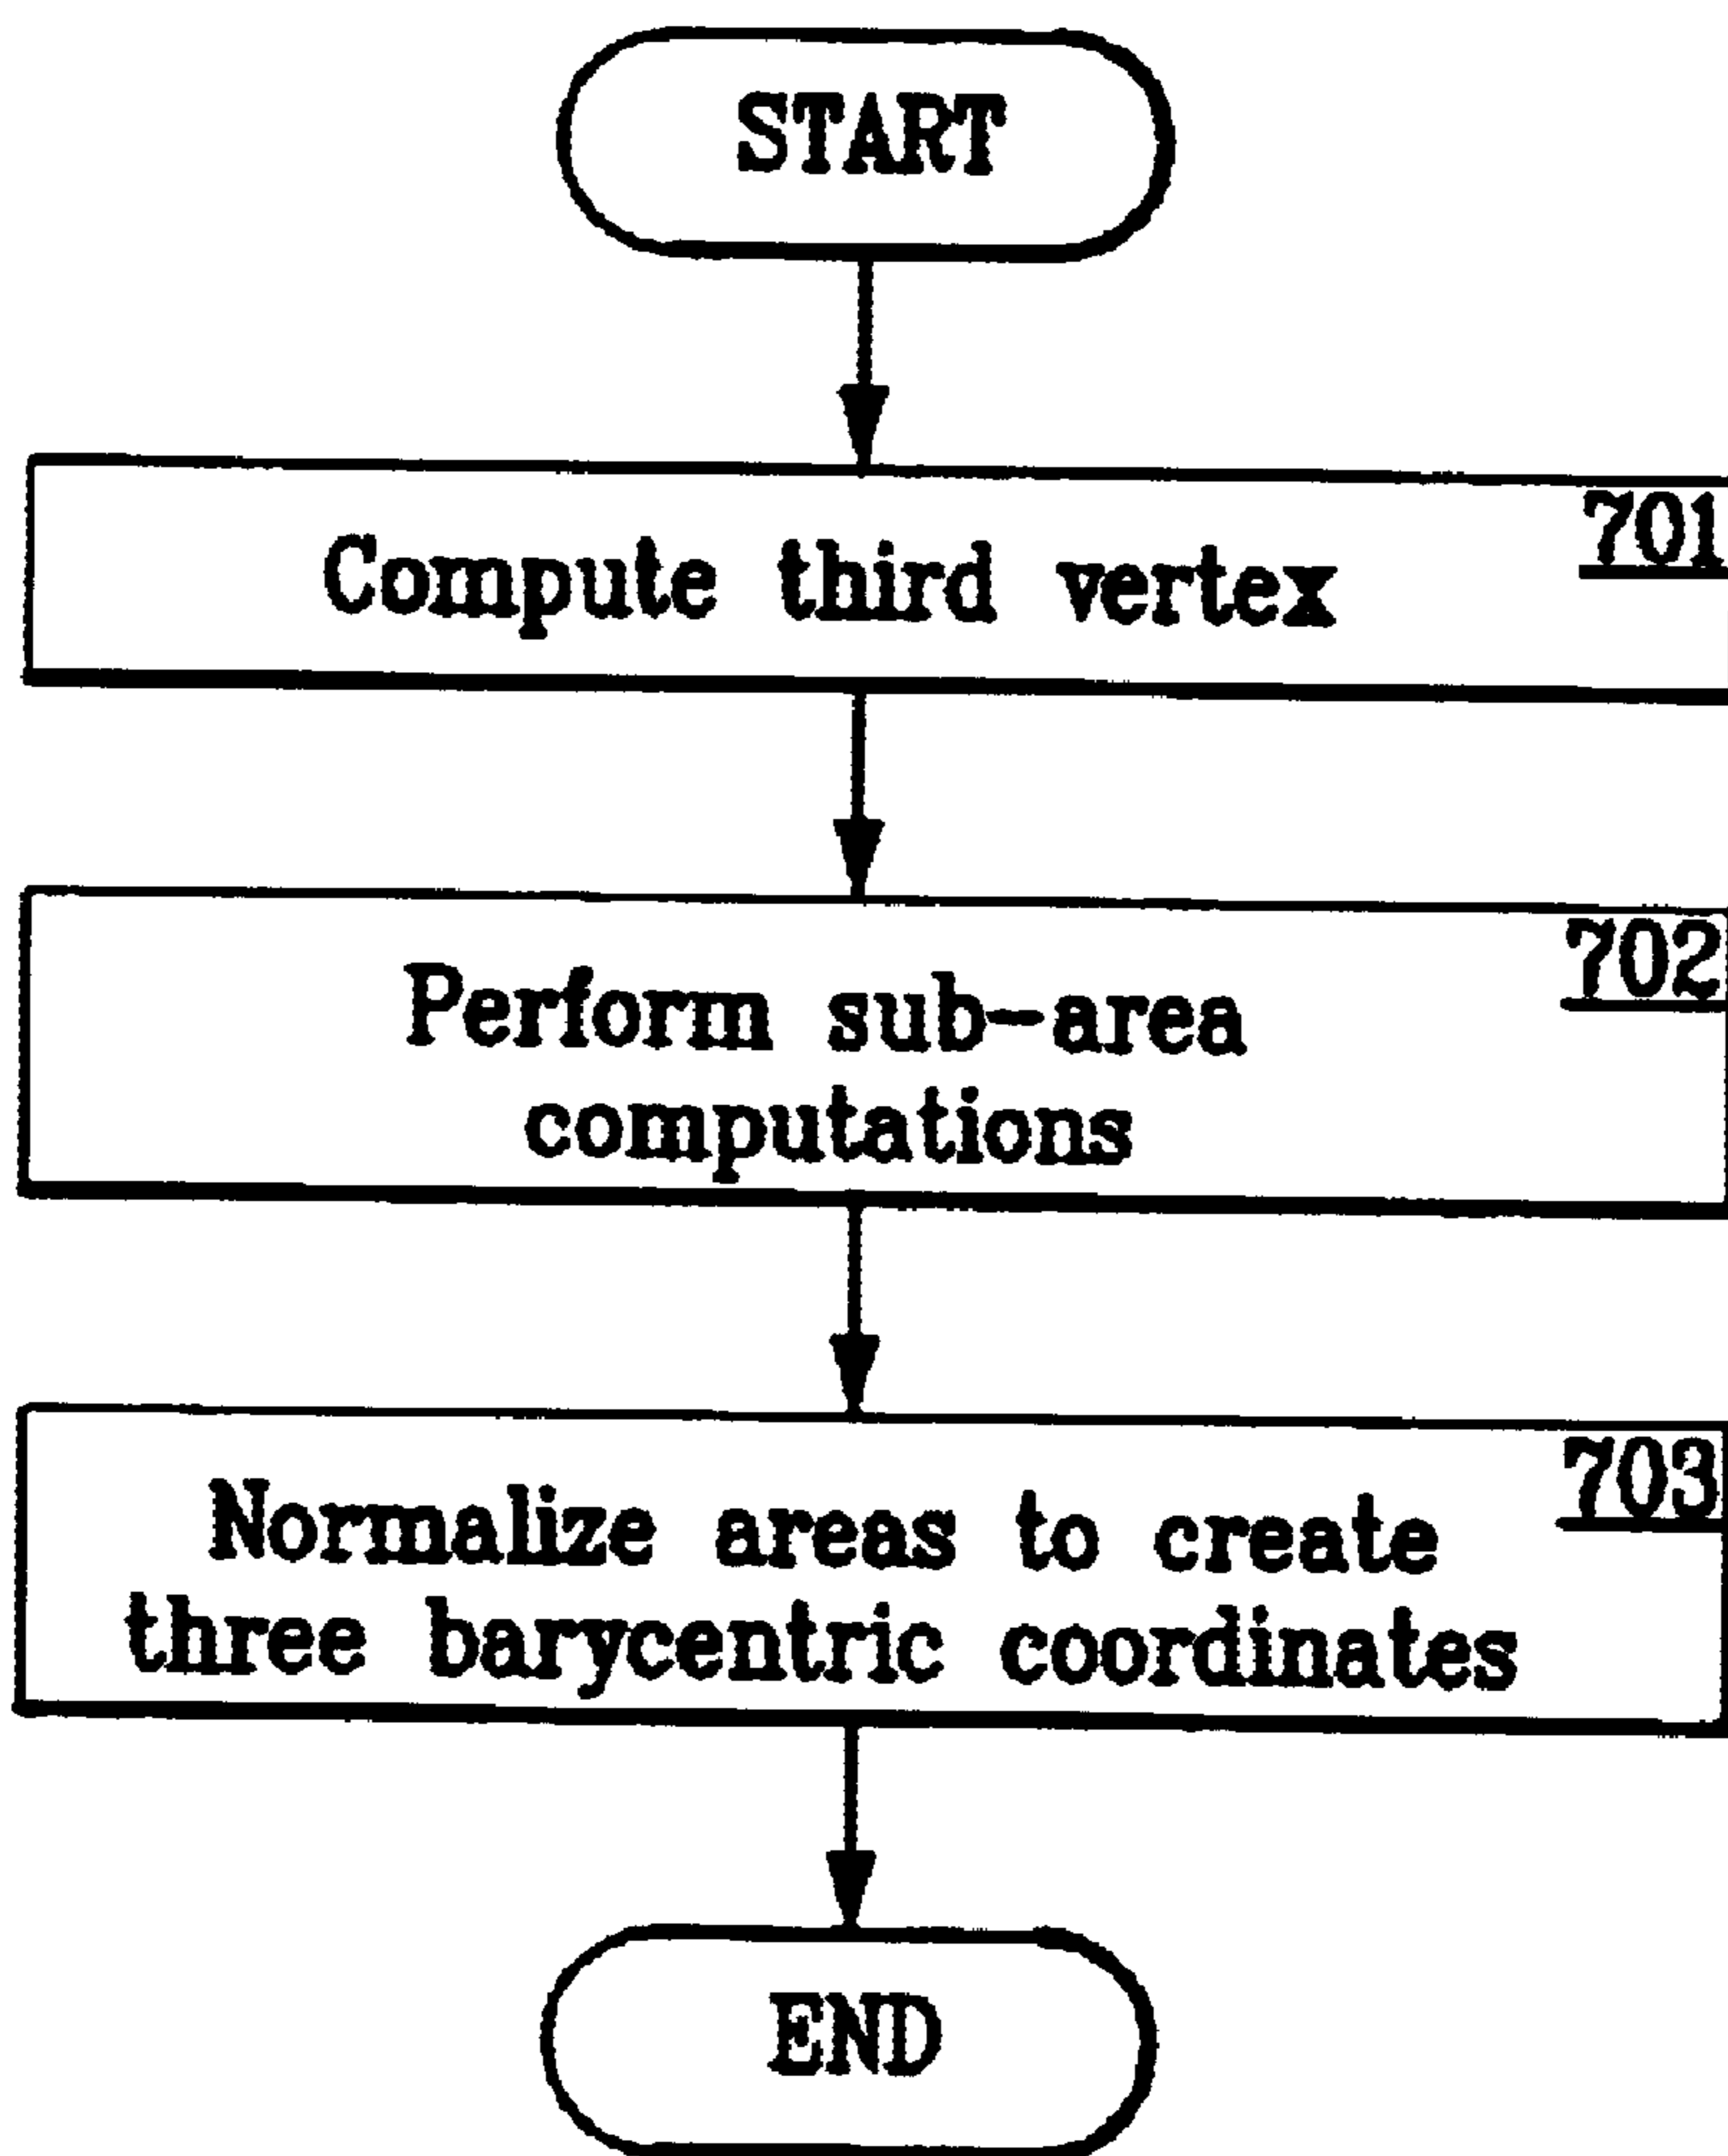 START
701
Compute third vertex
702
Perform sub-area
computations
703
Normalize areas to create
three barycentric coordinates
END